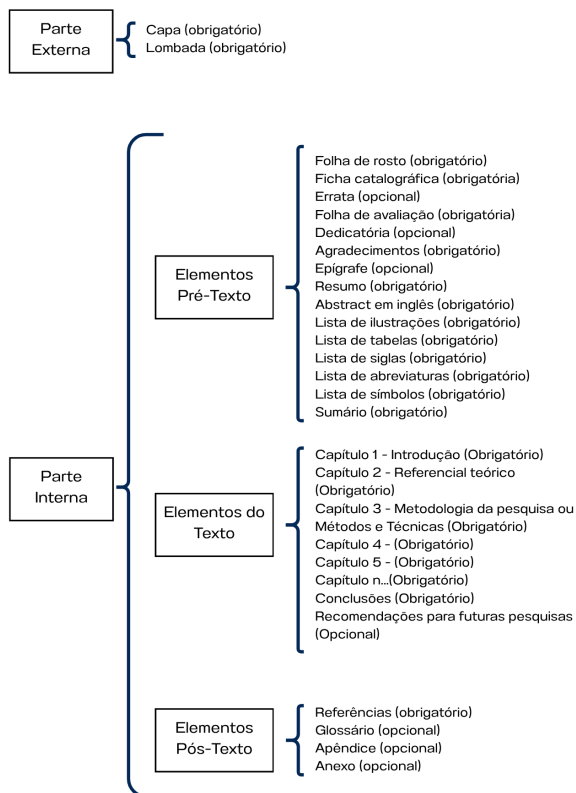 Parte
Externa
Capa (obrigatório)
Lombada (obrigatório)
Parte
Interna
Elementos
Pré-Texto
Folha de rosto (obrigatório)
Ficha catalográfica (obrigatória)
Errata (opcional)
Folha de avaliação (obrigatória)
Dedicatória (opcional)
Agradecimentos (obrigatório)
Epígrafe (opcional)
Resumo (obrigatório)
Abstract em inglês (obrigatório)
Lista de ilustrações (obrigatório)
Lista de tabelas (obrigatório)
Lista de siglas (obrigatório)
Lista de abreviaturas (obrigatório)
Lista de símbolos (obrigatório)
Sumário (obrigatório)
Elementos do
Texto
Capítulo 1 - Introdução (Obrigatório)
Capítulo 2 - Referencial teórico
(Obrigatório)
Capítulo 3 - Metodologia da pesquisa ou
Métodos e Técnicas (Obrigatório)
Capítulo 4 - (Obrigatório)
Capítulo 5 - (Obrigatório)
Capítulo n...(Obrigatório)
Conclusões (Obrigatório)
Recomendações para futuras pesquisas
(Opcional)
Elementos
Pós-Texto
Referências (obrigatório)
Glossário (opcional)
Apêndice (opcional)
Anexo (opcional)